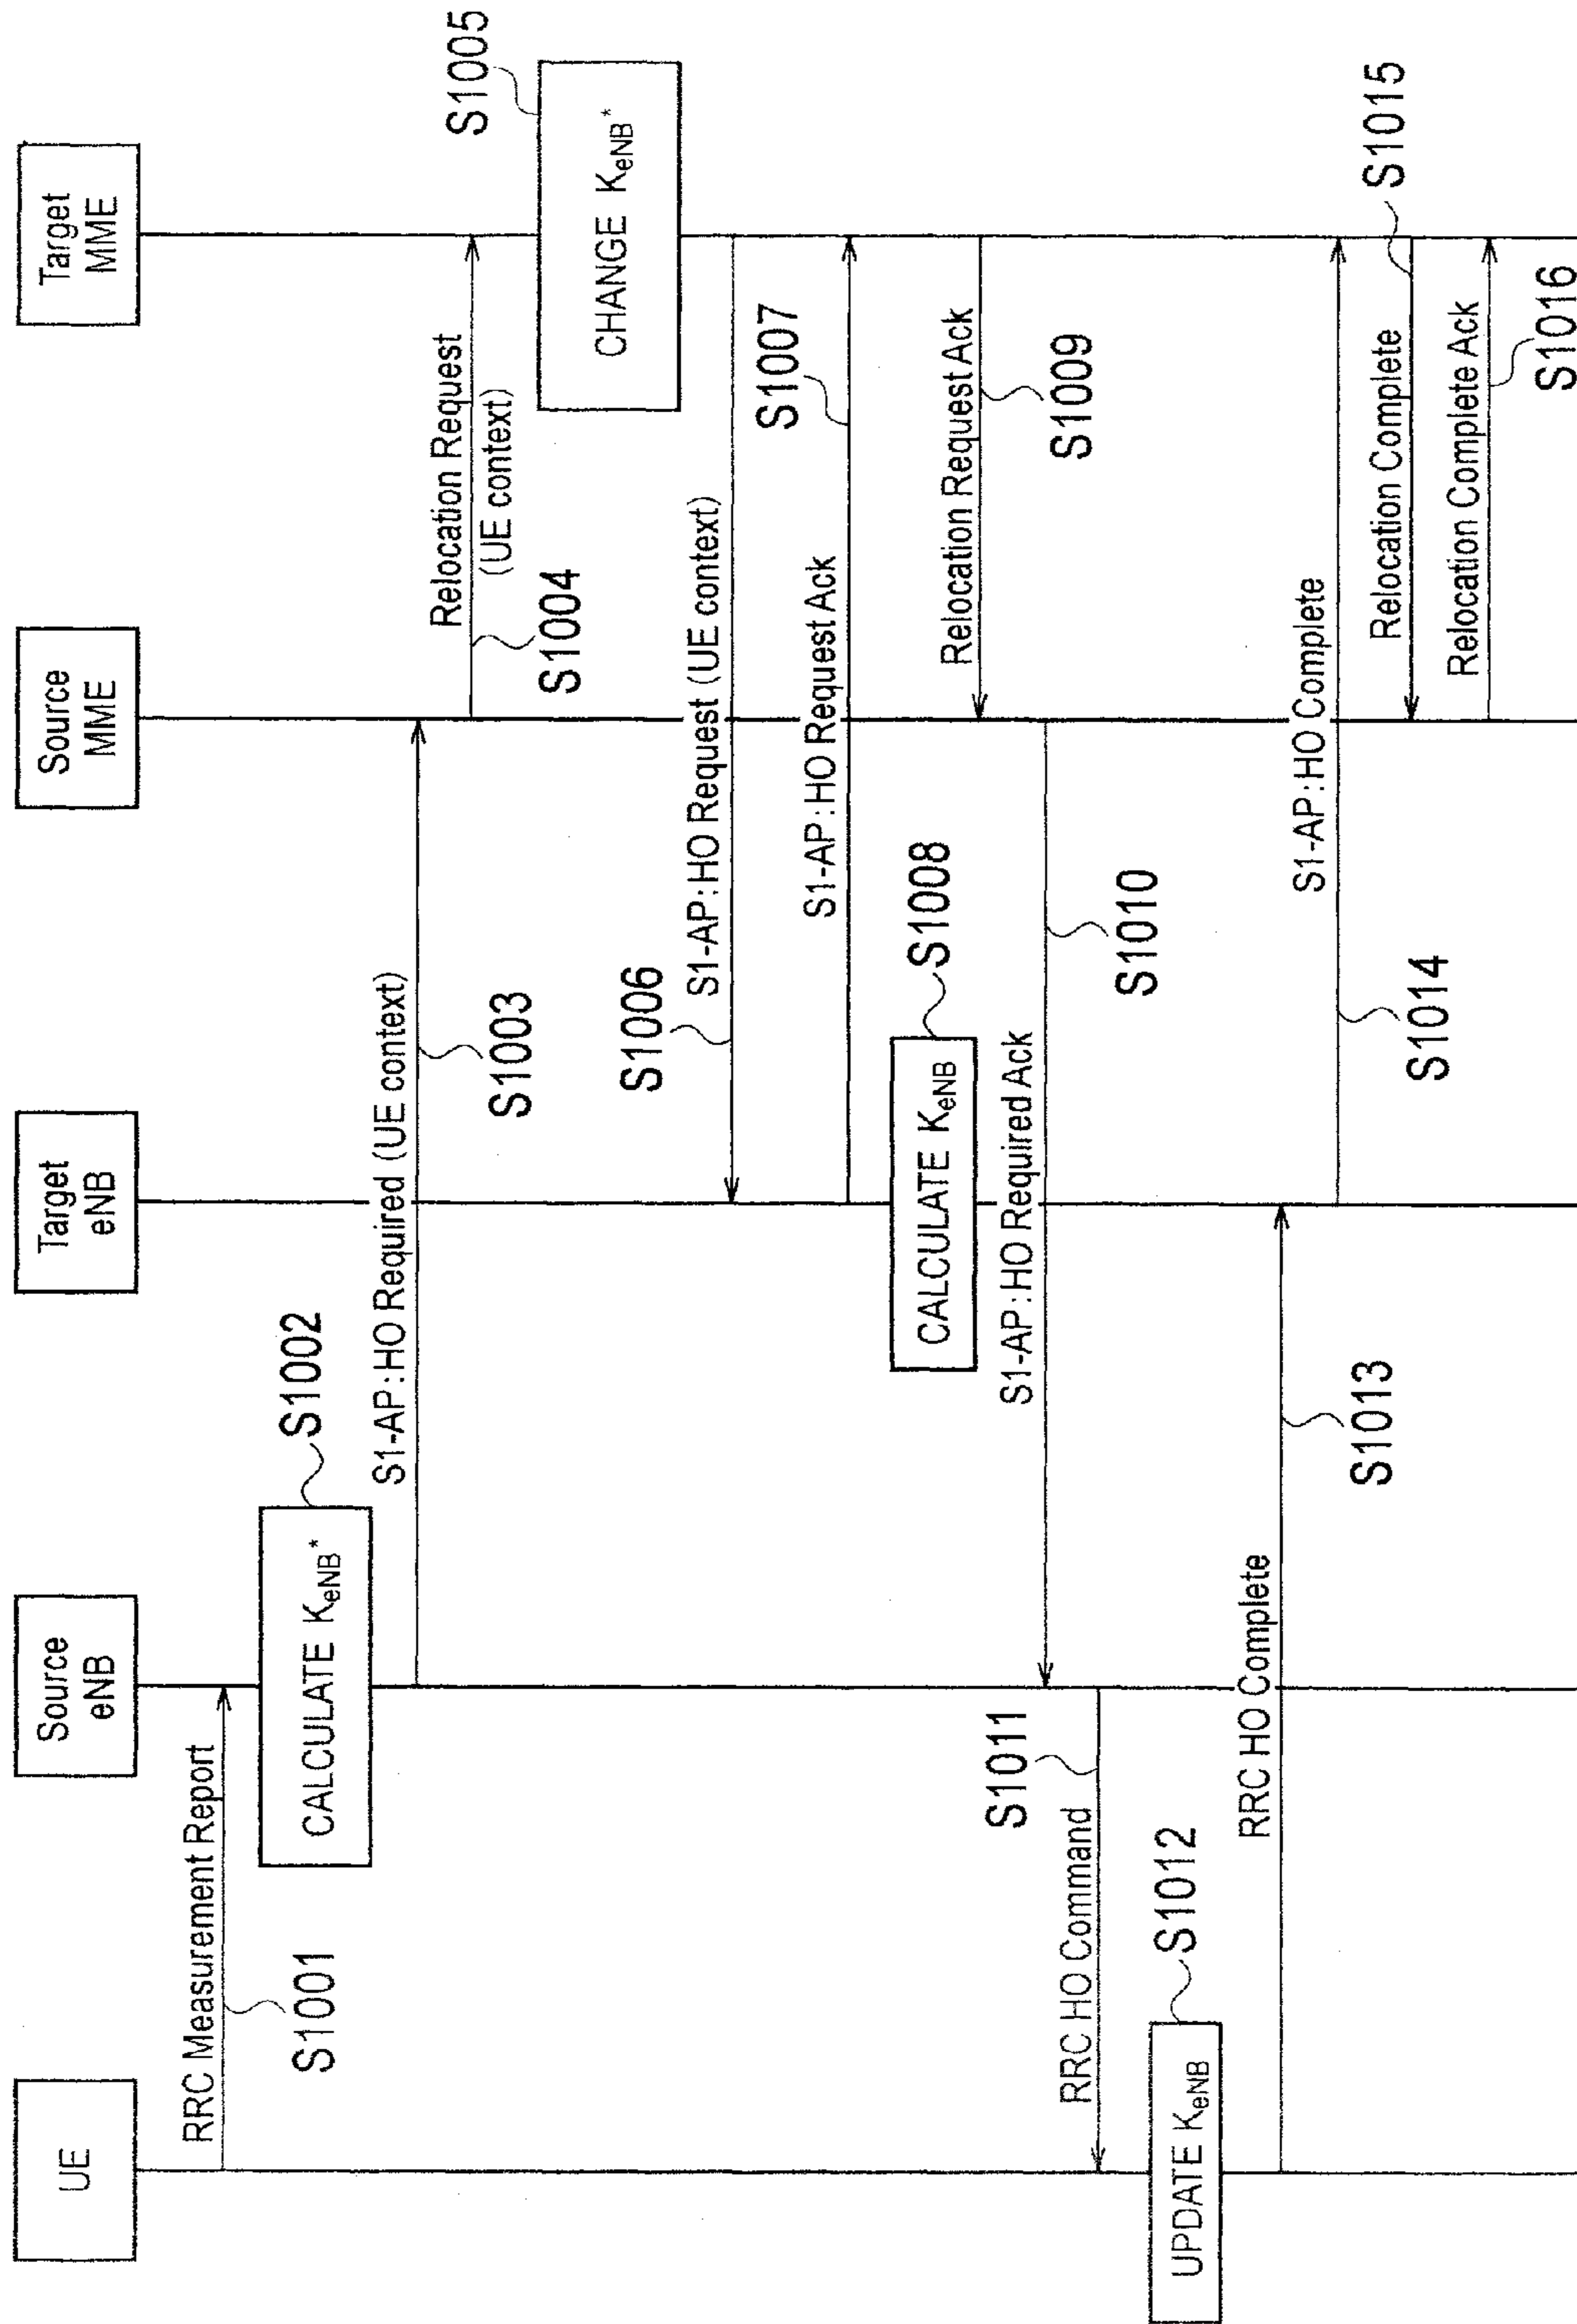 UE
Source
eNB
Target
eNB
Source
MME
Target
MME
RRC Measurement Report
S1001
CALCULATE KeNB*
S1002
S1-AP:HO Required (UE context)
S1003
Relocation Request
(UE context)
S1004
CHANGE KeNB*
S1005
S1-AP:HO Request (UE context)
S1006
S1-AP:HO Request Ack
S1007
CALCULATE KeNB
S1008
Relocation Request Ack
S1009
S1-AP:HO Required Ack
S1010
RRC HO Command
S1011
UPDATE KeNB
S1012
RRC HO Complete
S1013
S1-AP:HO Complete
S1014
Relocation Complete
S1015
Relocation Complete Ack
S1016